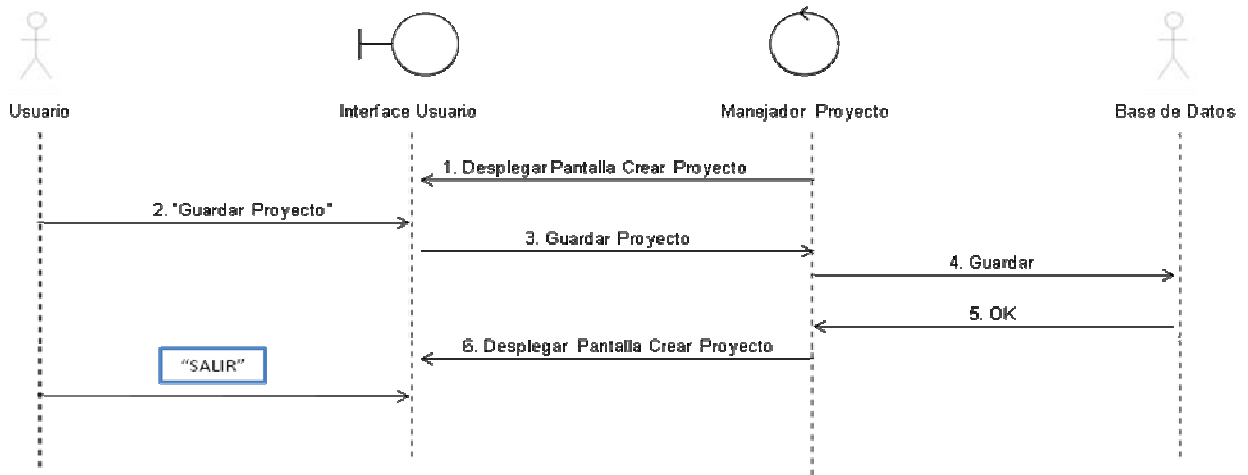 Usuario
Interface Usuario
Manejador Proyecto
Base de Datos
1. Desplegar Pantalla Crear Proyecto
2. "Guardar Proyecto"
3. Guardar Proyecto
4. Guardar
5. OK
6. Desplegar Pantalla Crear Proyecto
“SALIR”